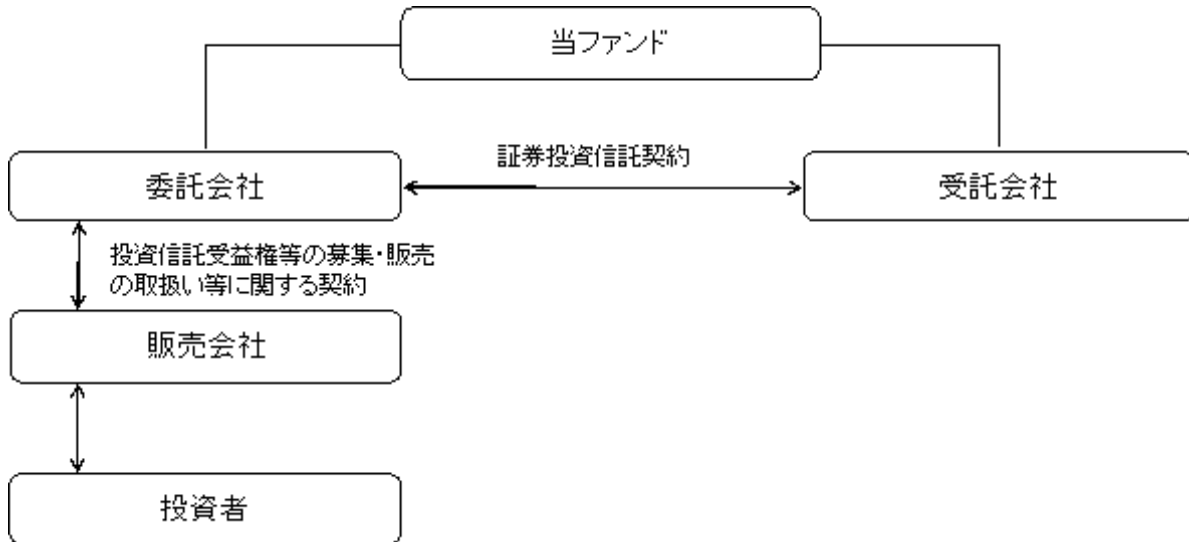 当ファンド
証券投資信託契約
委託会社
受託会社
投資信託受益権等の募集・販売
の取扱い等に関する契約
販売会社
投資者